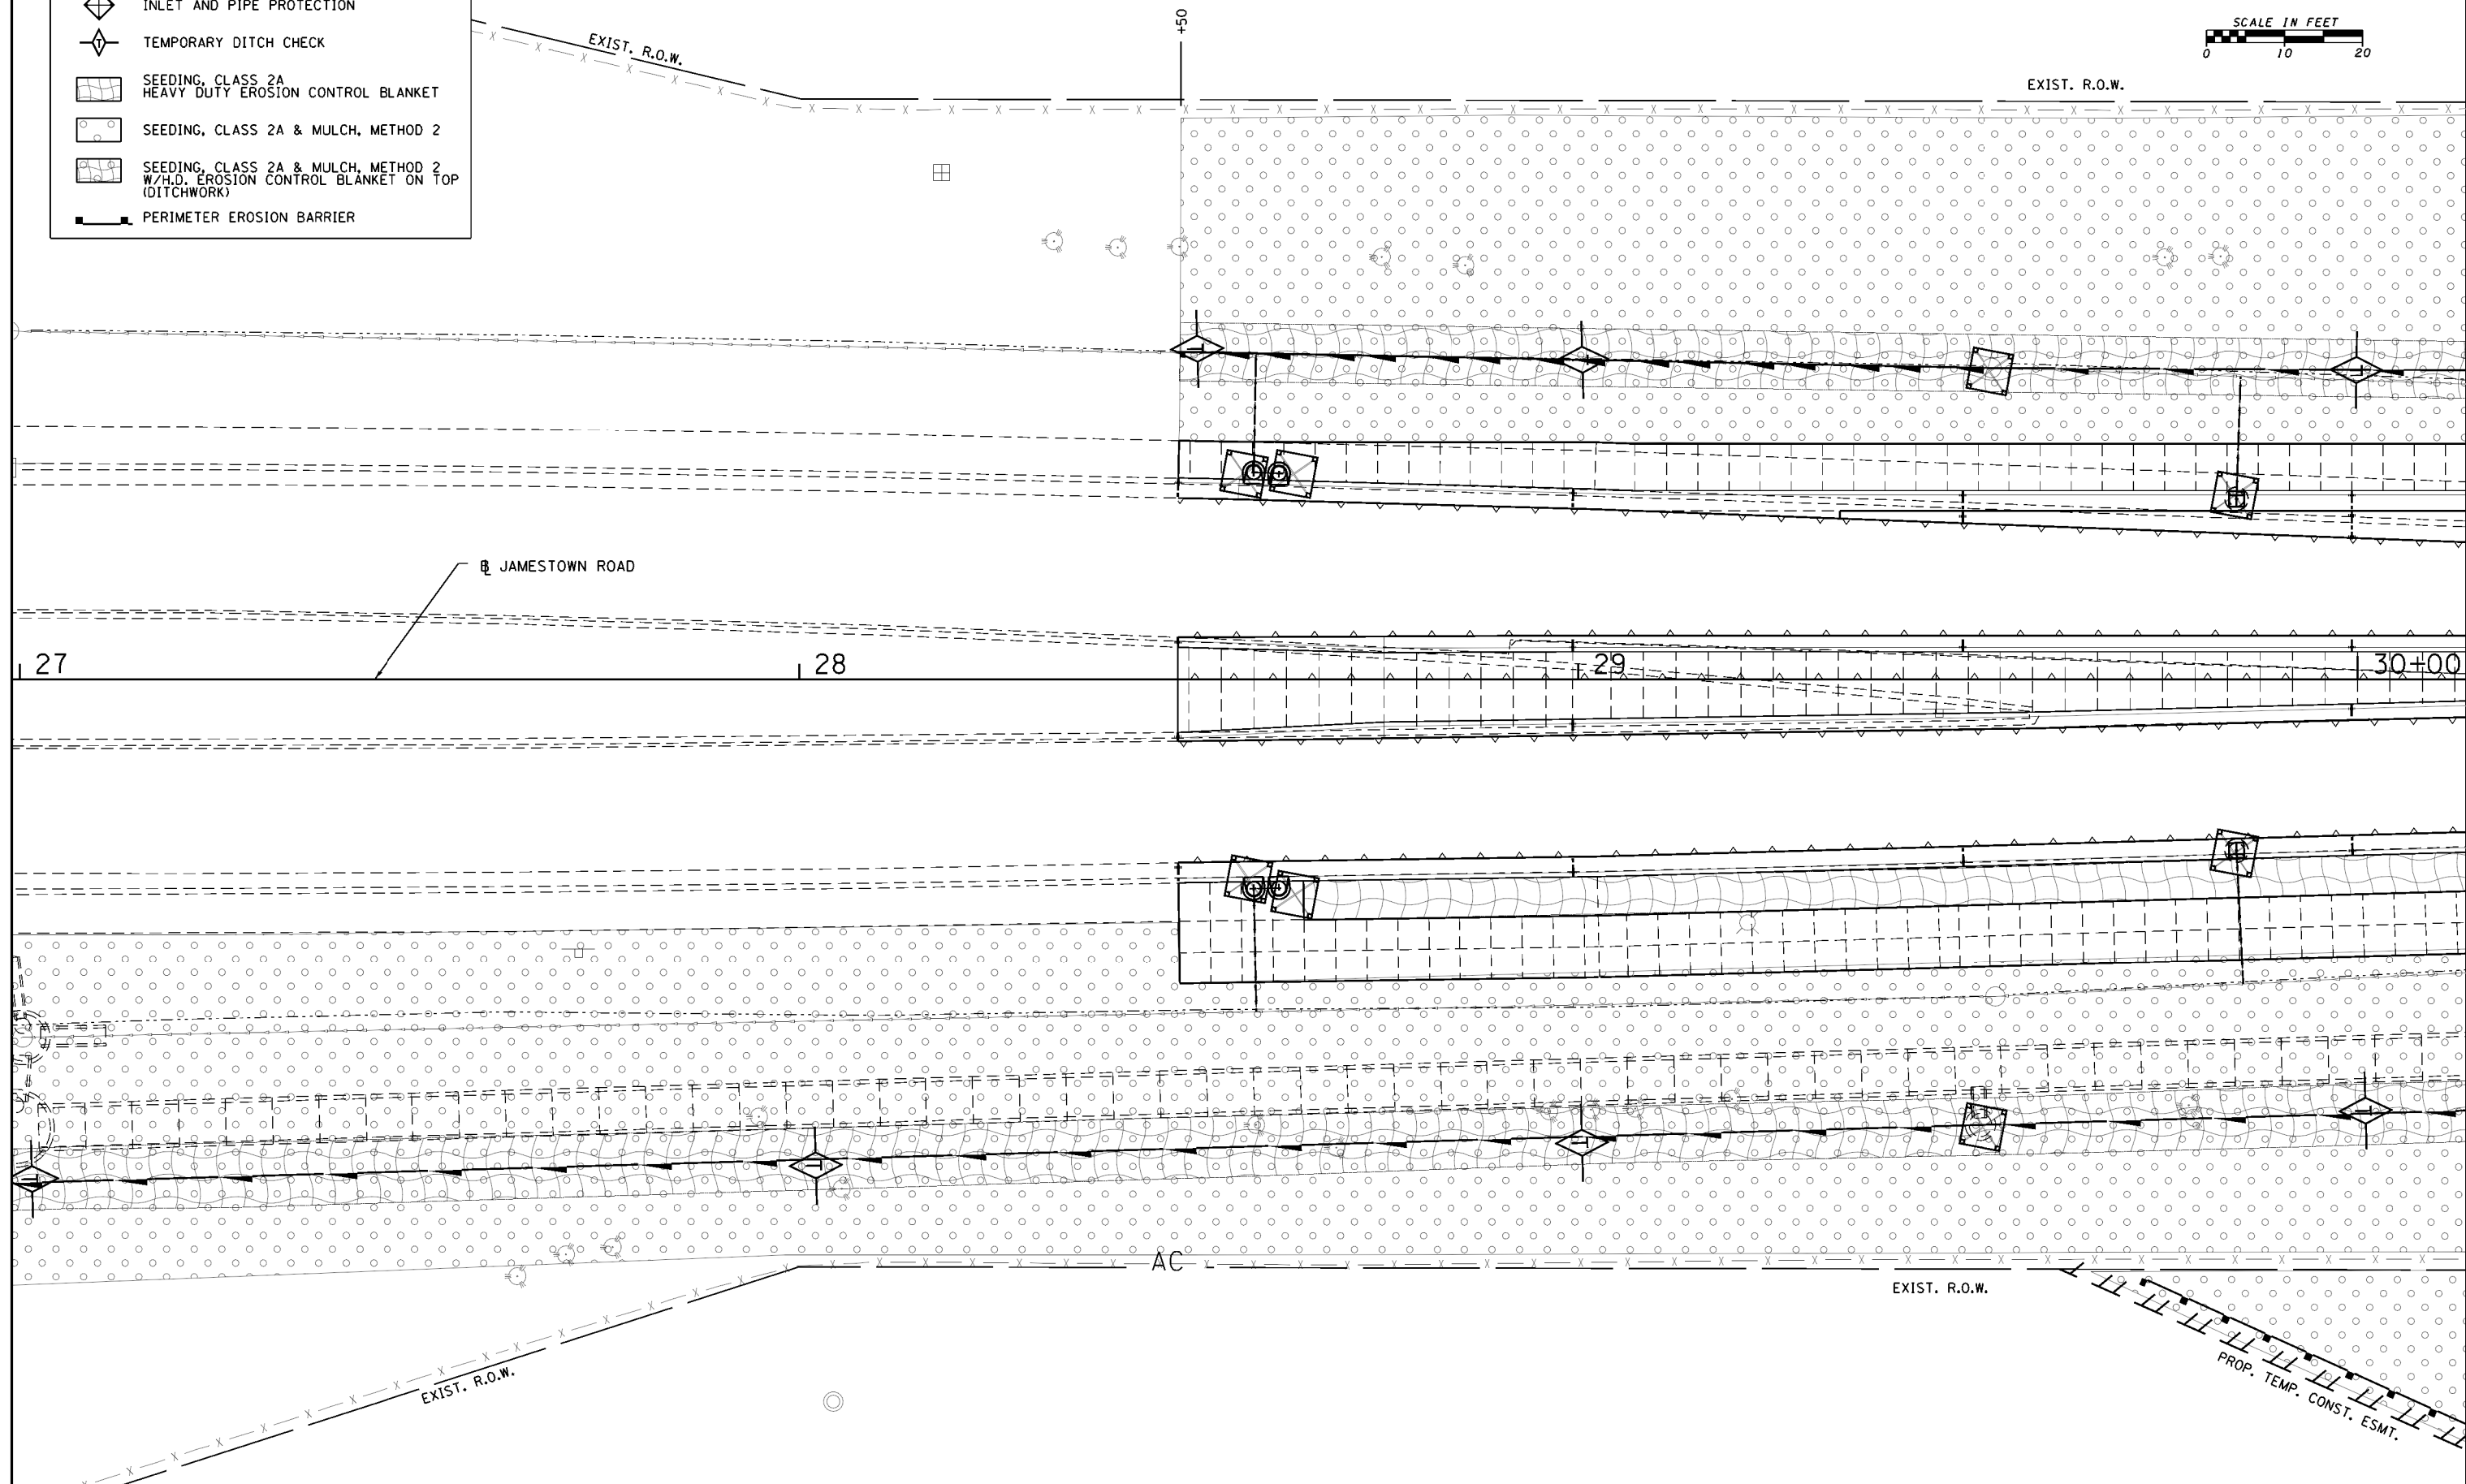 INLET AND PIPE PROTECTION
T
TEMPORARY DITCH CHECK
SEEDING, CLASS 2A
HEAVY DUTY EROSION CONTROL BLANKET
SEEDING, CLASS 2A & MULCH, METHOD 2
SEEDING, CLASS 2A & MULCH, METHOD 2
W/H.D. EROSION CONTROL BLANKET ON TOP
(DITCHWORK)
PERIMETER EROSION BARRIER
EXIST. R.O.W.
+50
SCALE IN FEET
0 10 20
EXIST. R.O.W.
T
T
T
℄ JAMESTOWN ROAD
27
28
29
30+00
T
T
T
T
AC
EXIST. R.O.W.
EXIST. R.O.W.
PROP. TEMP. CONST. ESMT.